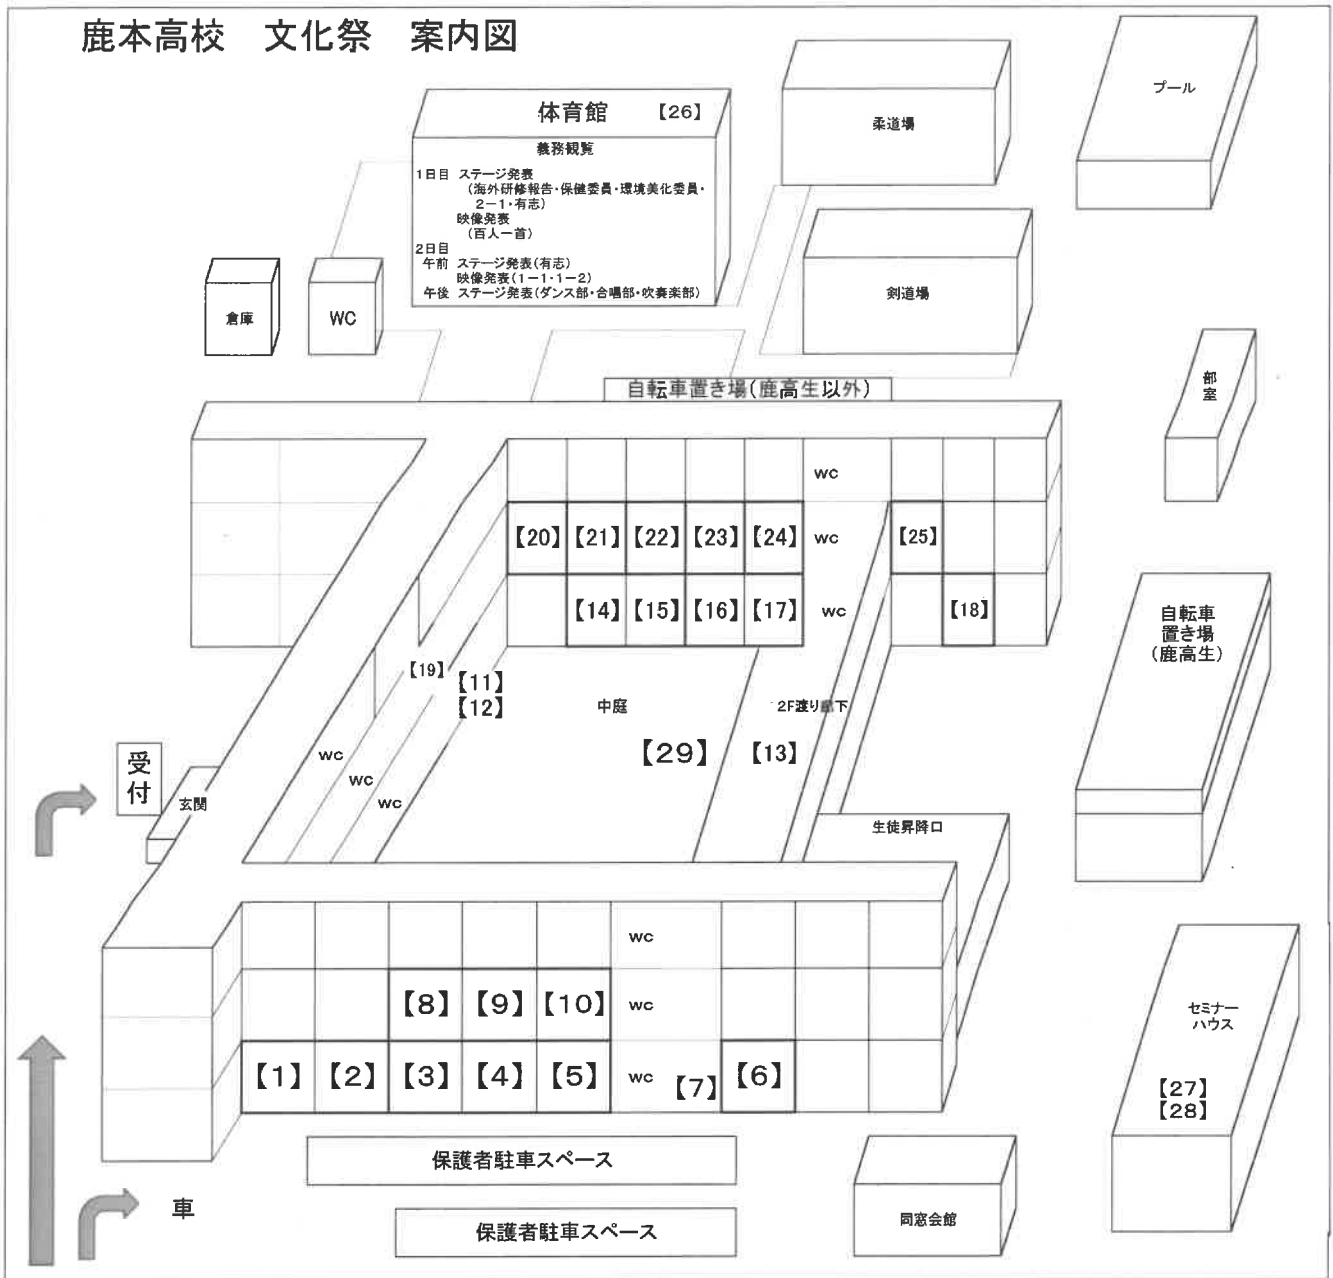 鹿本高校　文化祭　案内図
体育館　【26】
義務観覧
1日目 ステージ発表
(海外研修報告・保健委員・環境美化委員・
2－1・有志)
映像発表
(百人一首)
2日目
午前 ステージ発表(有志)
映像発表(1－1・1－2)
午後 ステージ発表(ダンス部・合唱部・吹奏楽部)
柔道場
プール
剣道場
倉庫
WC
部室
自転車置き場(鹿高生以外)
WC
【20】【21】【22】【23】【24】 WC 【25】
【14】【15】【16】【17】 WC 【18】
自転車
置き場
(鹿高生)
【19】
【11】
【12】
中庭
2F渡り廊下
【29】
【13】
受付
玄関
WC
WC
WC
生徒昇降口
WC
【8】【9】【10】 WC
【1】【2】【3】【4】【5】 WC 【7】【6】
セミナー
ハウス
【27】
【28】
保護者駐車スペース
車
保護者駐車スペース
同窓会館